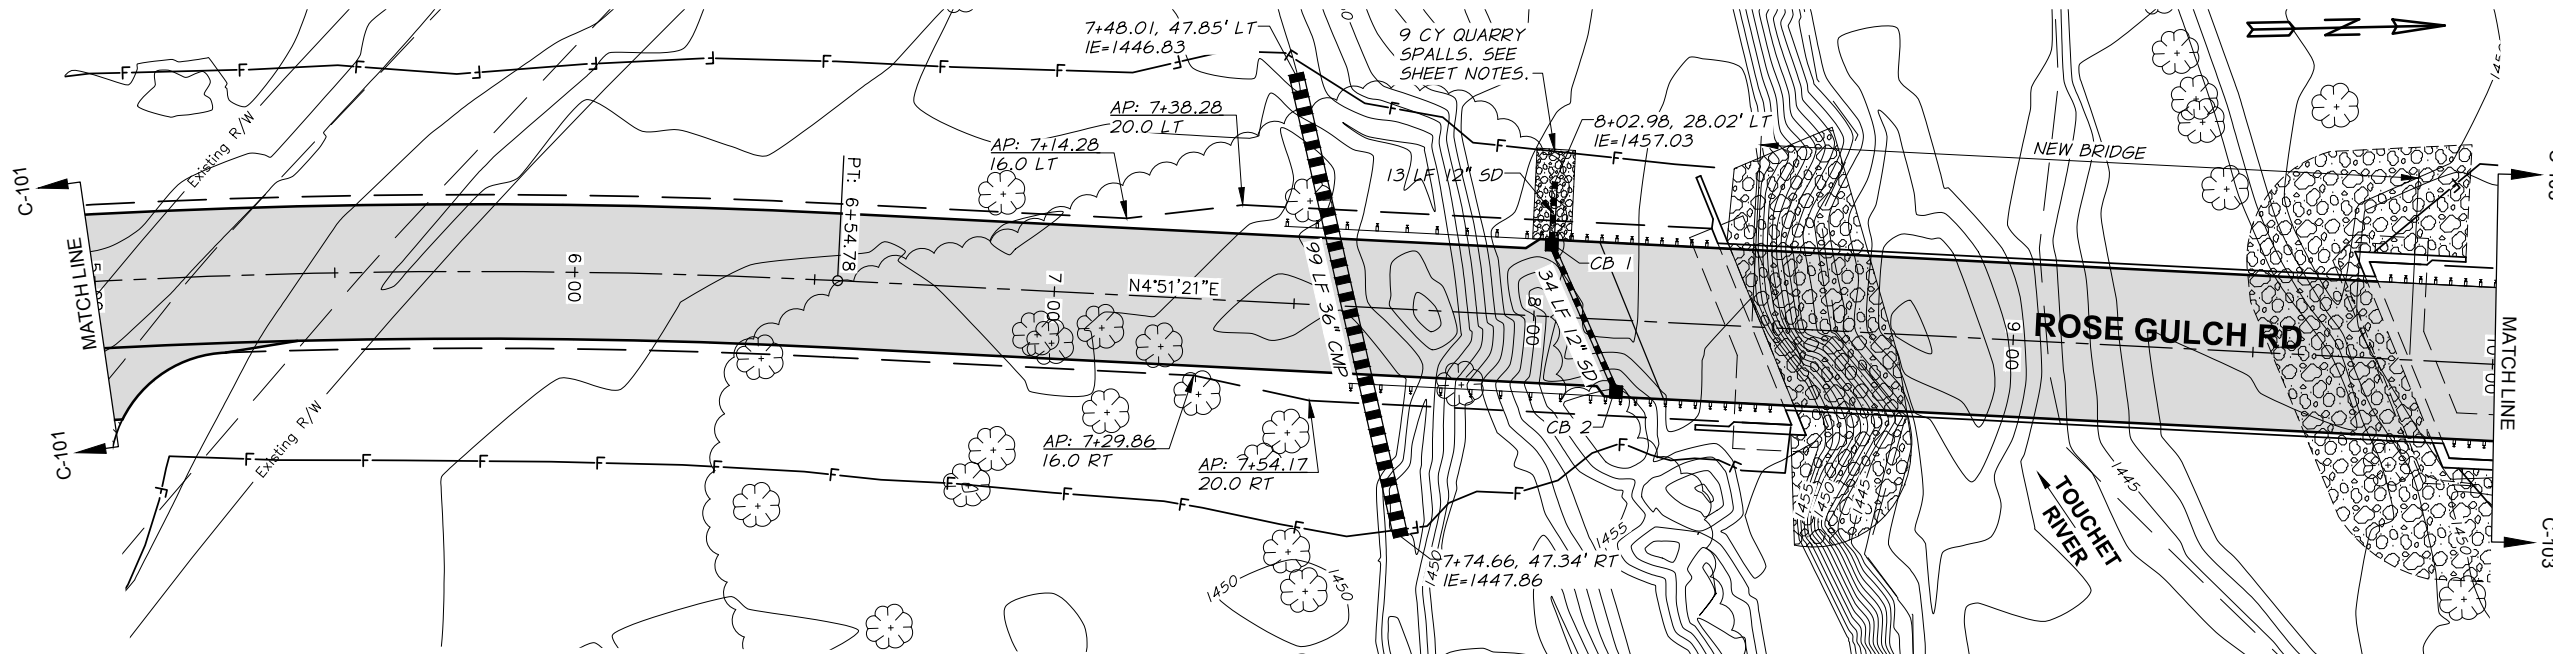 7+48.01, 47.85' LT
IE=1446.83
9 CY QUARRY
SPALLS. SEE
SHEET NOTES.
N
Existing R/W
AP: 7+38.28
20.0 LT
AP: 7+14.28
16.0 LT
8+02.98, 28.02' LT
IE=1457.03
NEW BRIDGE
13 LF 12" SD
C-101
MATCH LINE
PT: 6+54.78
6+00
7+00
N4°51'21"E
99 LF 36" CMP
8+00
34 LF 12" SD
CB 1
9+00
ROSE GULCH RD
10+00
MATCH LINE
CB 2
C-101
Existing R/W
AP: 7+29.86
16.0 RT
AP: 7+54.17
20.0 RT
1455
1450
1445
1445
TOUCHET
RIVER
1455
1450
1450
1450
7+74.66, 47.34' RT
IE=1447.86
C-103
F F F F F F F F F F F F
F F F F F F F F F F F F